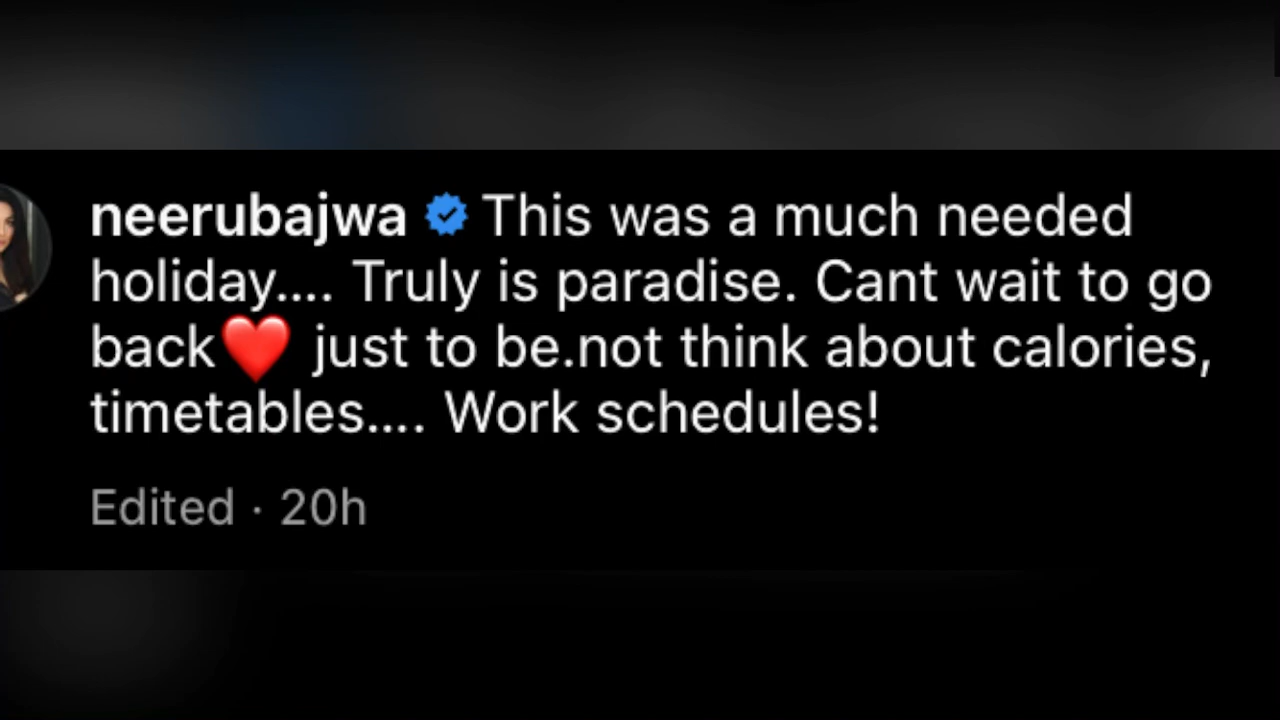 neerubajwa This was a much needed
holiday.... Truly is paradise. Cant wait to go
back❤️ just to be.not think about calories,
timetables.... Work schedules!
Edited · 20h